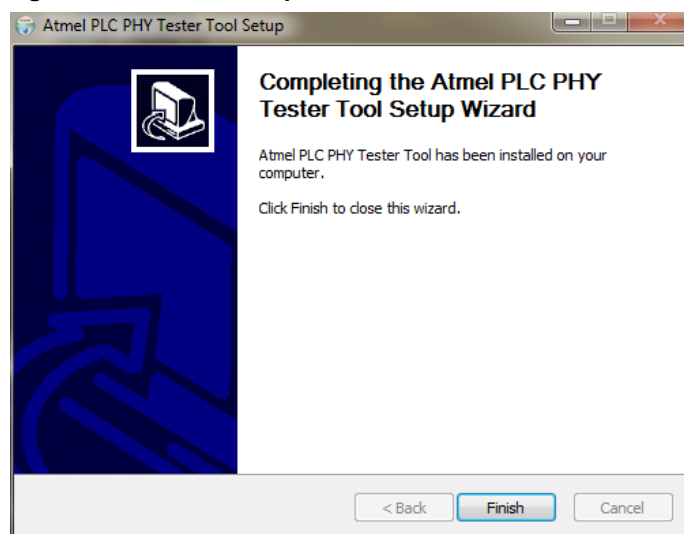 Atmel PLC PHY Tester Tool Setup
Completing the Atmel PLC PHY
Tester Tool Setup Wizard
Atmel PLC PHY Tester Tool has been installed on your
computer.
Click Finish to close this wizard.
< Back
Finish
Cancel